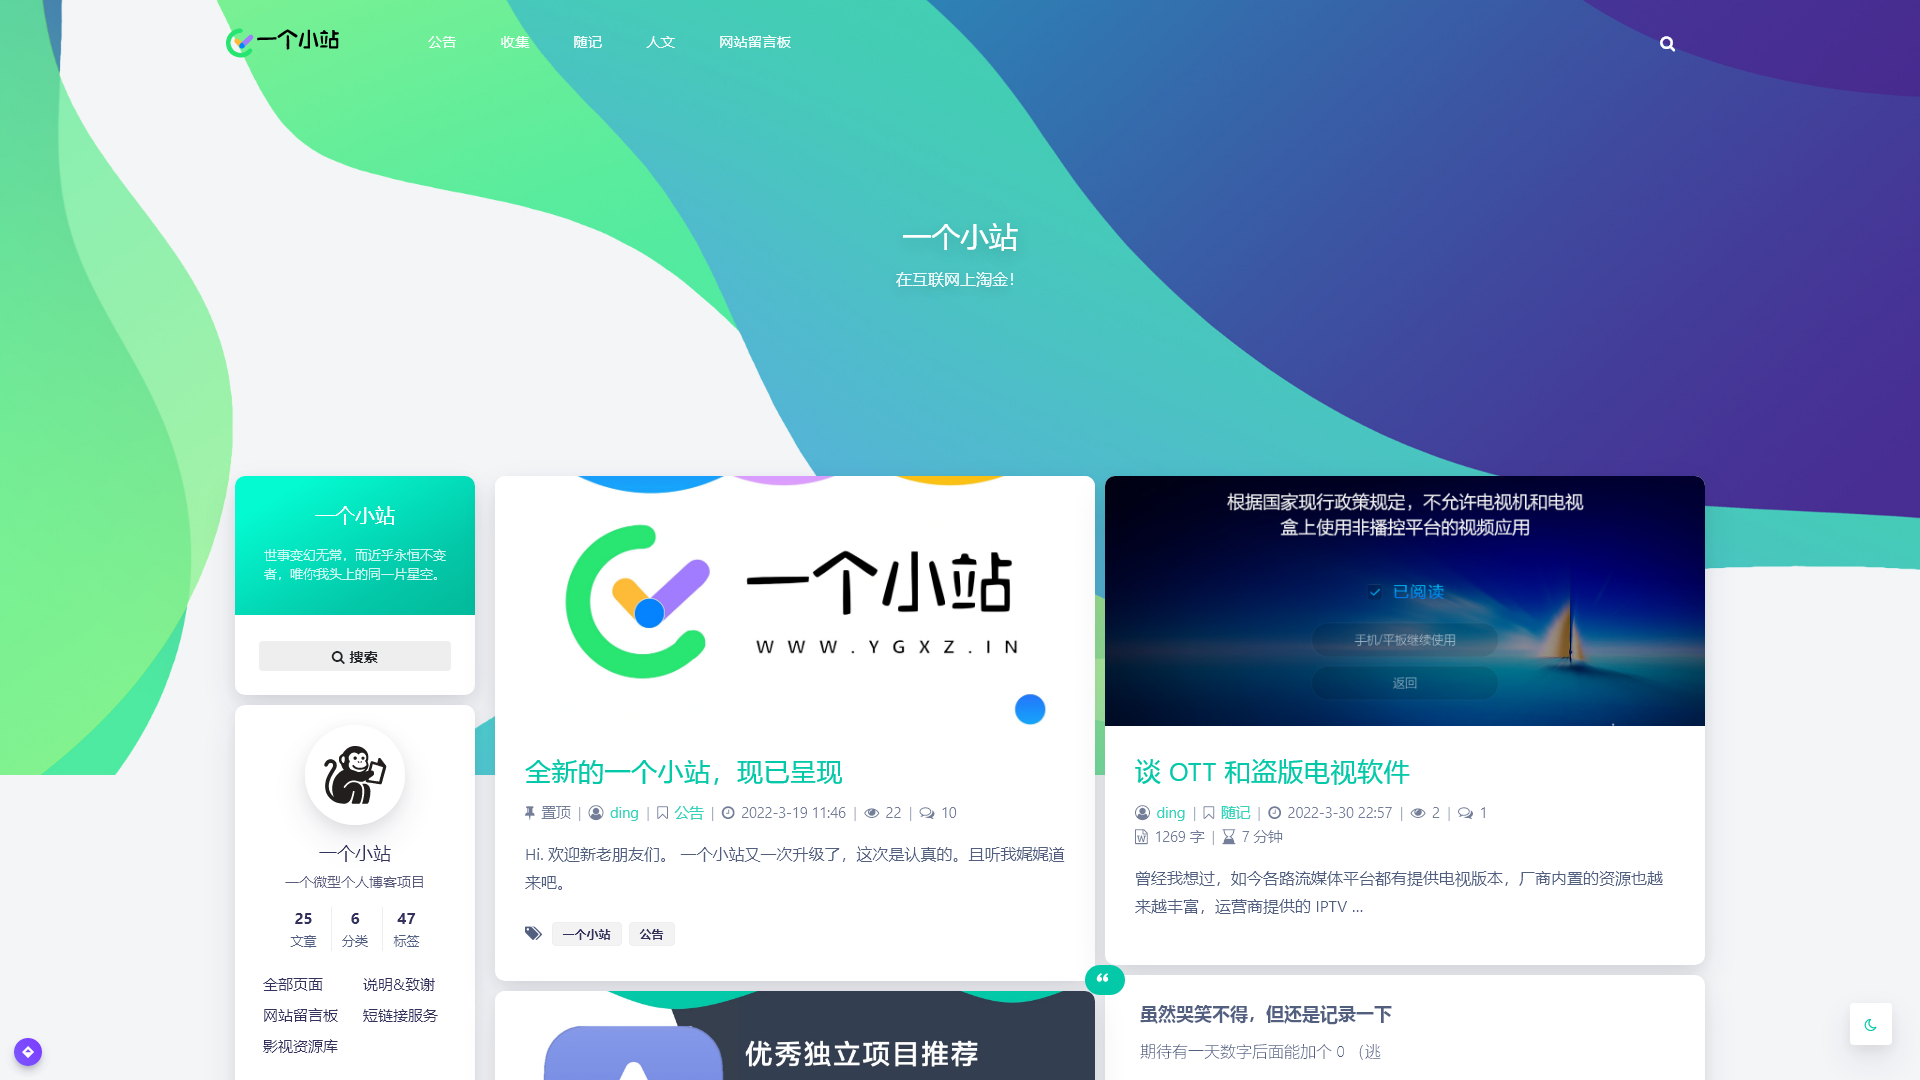 一个小站
公告
收集
随记
人文
网站留言板
一个小站
在互联网上淘金！
一个小站
世事变幻无常，而近乎永恒不变
者，唯你我头上的同一片星空。
搜索
一个小站
一个微型个人博客项目
25
6
47
文章
分类
标签
全部页面
说明&致谢
网站留言板
短链接服务
影视资源库
一个小站
WWW.YGXZ.IN
全新的一个小站，现已呈现
置顶 | ding | 公告 | 2022-3-19 11:46 | 22 | 10
Hi. 欢迎新老朋友们。 一个小站又一次升级了，这次是认真的。且听我娓娓道
来吧。
一个小站
公告
优秀独立项目推荐
根据国家现行政策规定，不允许电视机和电视
盒上使用非播控平台的视频应用
已阅读
手机/平板继续使用
返回
谈 OTT 和盗版电视软件
ding | 随记 | 2022-3-30 22:57 | 2 | 1
1269 字 | 7 分钟
曾经我想过，如今各路流媒体平台都有提供电视版本，厂商内置的资源也越
来越丰富，运营商提供的 IPTV ...
虽然哭笑不得，但还是记录一下
期待有一天数字后面能加个 0 （逃